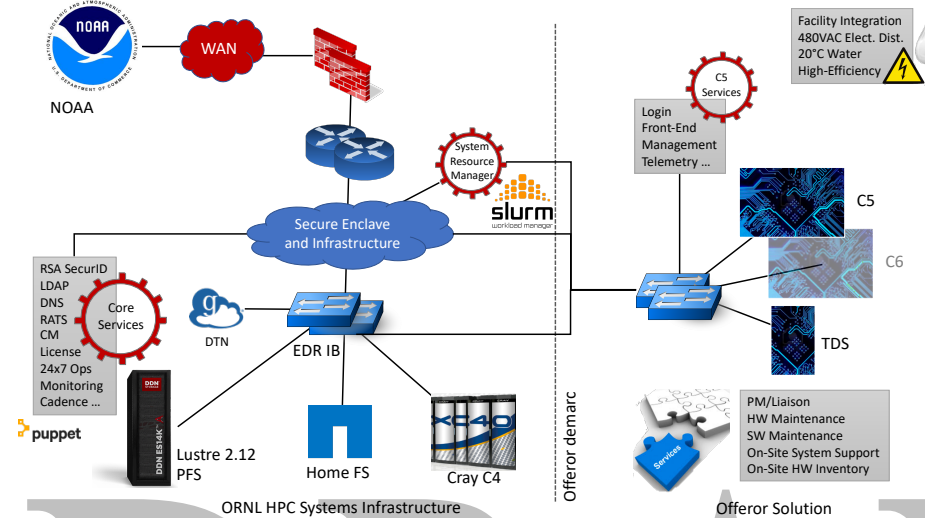 NATIONAL OCEANIC AND ATMOSPHERIC ADMINISTRATION
NOAA
U.S. DEPARTMENT OF COMMERCE
NOAA
WAN
System
Resource
Manager
slurm
workload manager
Secure Enclave
and Infrastructure
RSA SecurID
LDAP
DNS
RATS
CM
License
24x7 Ops
Monitoring
Cadence ...
Core
Services
puppet
g
DTN
EDR IB
DDN
DDN ES14K
Lustre 2.12
PFS
Home FS
XC40
Cray C4
ORNL HPC Systems Infrastructure
Offeror demarc
Facility Integration
480VAC Elect. Dist.
20°C Water
High-Efficiency
C5
Services
Login
Front-End
Management
Telemetry ...
C5
C6
TDS
Services
PM/Liaison
HW Maintenance
SW Maintenance
On-Site System Support
On-Site HW Inventory
Offeror Solution